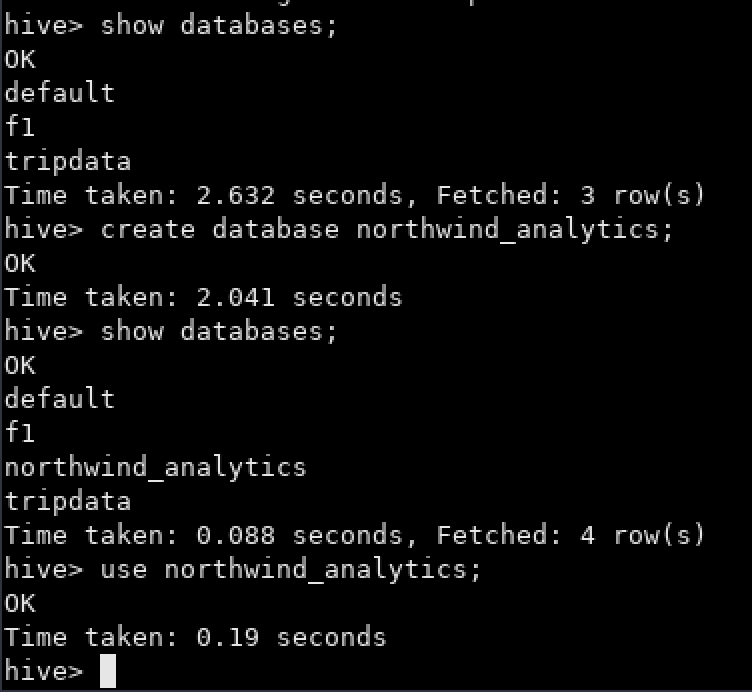 hive> show databases;
OK
default
f1
tripdata
Time taken: 2.632 seconds, Fetched: 3 row(s)
hive> create database northwind_analytics;
OK
Time taken: 2.041 seconds
hive> show databases;
OK
default
f1
northwind_analytics
tripdata
Time taken: 0.088 seconds, Fetched: 4 row(s)
hive> use northwind_analytics;
OK
Time taken: 0.19 seconds
hive>